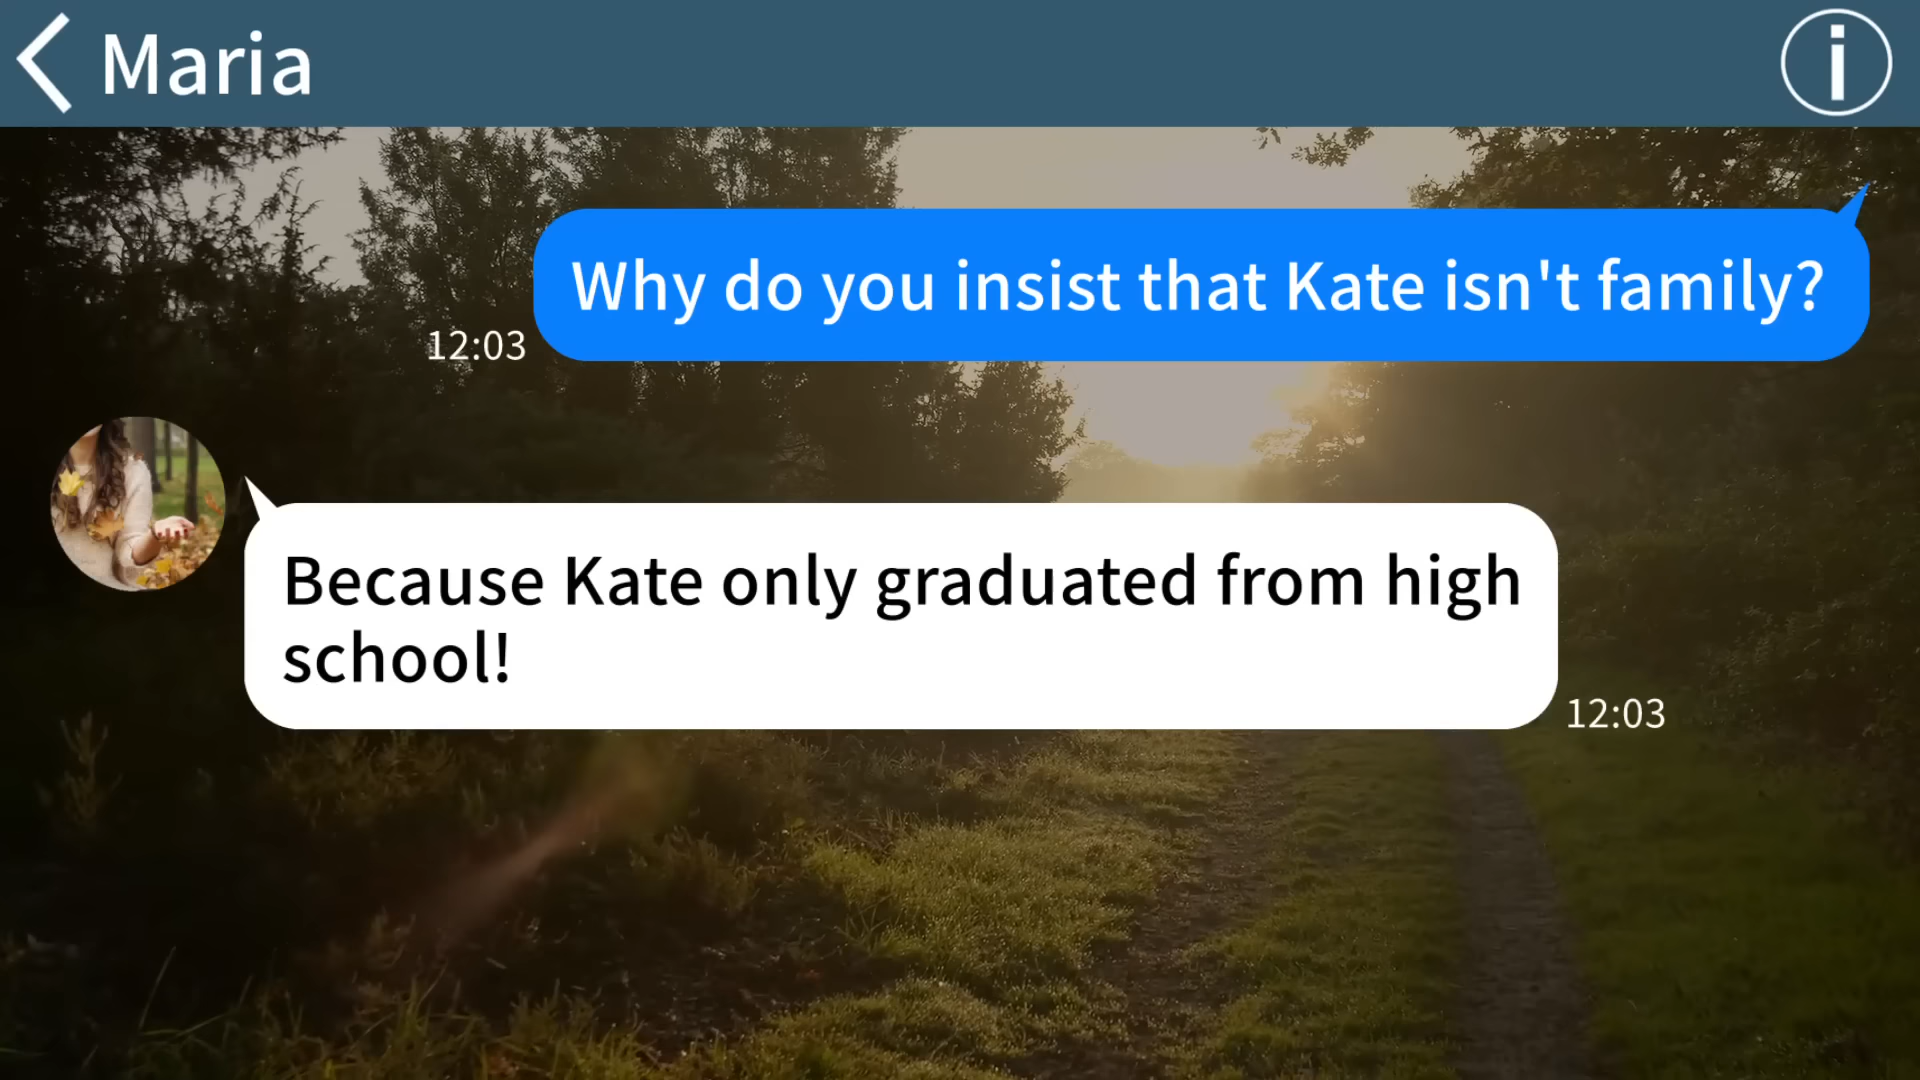 Maria
Why do you insist that Kate isn't family?
12:03
Because Kate only graduated from high
school!
12:03